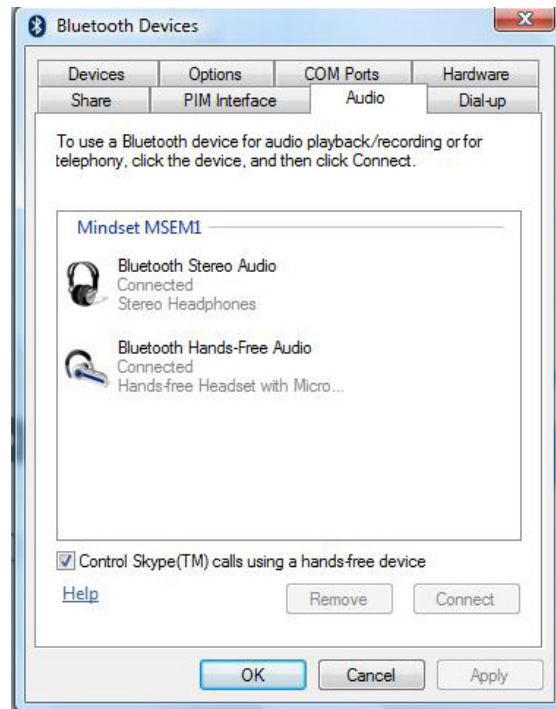 Bluetooth Devices
Devices
Options
COM Ports
Hardware
Share
PIM Interface
Audio
Dial-up
To use a Bluetooth device for audio playback/recording or for
telephony, click the device, and then click Connect.
Mindset MSEM1
Bluetooth Stereo Audio
Connected
Stereo Headphones
Bluetooth Hands-Free Audio
Connected
Hands-free Headset with Micro...
Control Skype(TM) calls using a hands-free device
Help
Remove
Connect
OK
Cancel
Apply